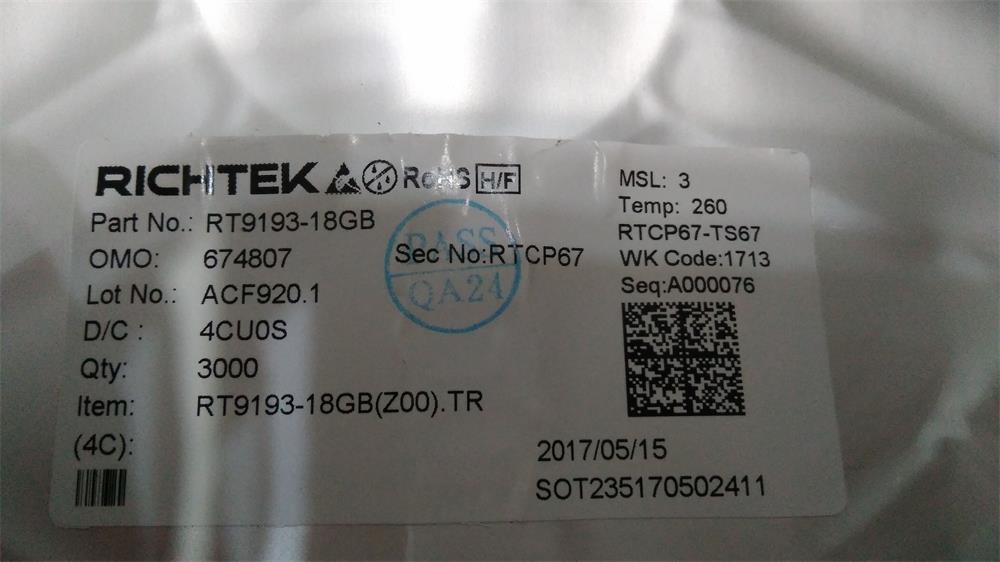 RICHTEK RoHS H/F
Part No.: RT9193-18GB
OMO: 674807
Lot No.: ACF920.1
D/C : 4CU0S
Qty: 3000
Item: RT9193-18GB(Z00).TR
(4C):
PASS
QA24
Sec No:RTCP67
MSL: 3
Temp: 260
RTCP67-TS67
WK Code:1713
Seq:A000076
2017/05/15
SOT235170502411